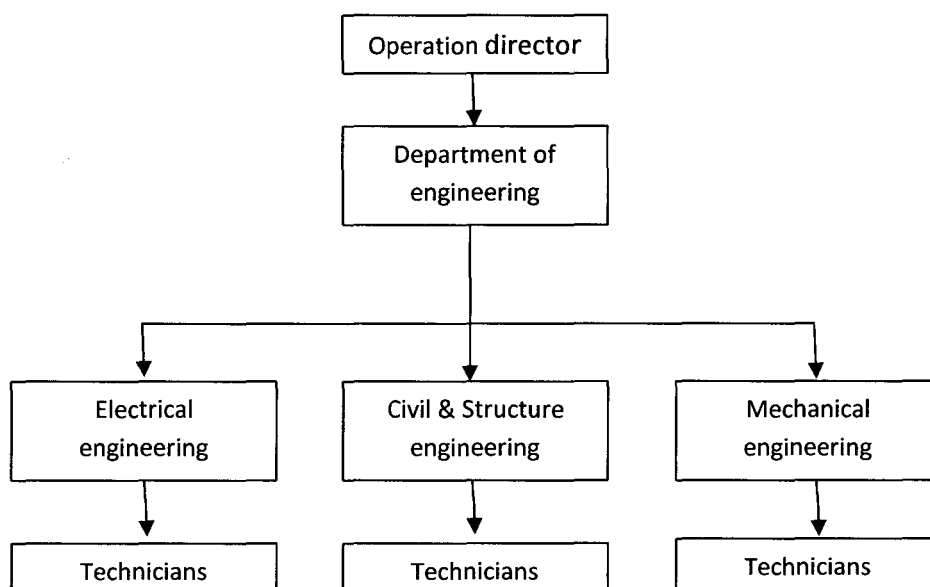 Operation director
Department of
engineering
Electrical
engineering
Civil & Structure
engineering
Mechanical
engineering
Technicians
Technicians
Technicians